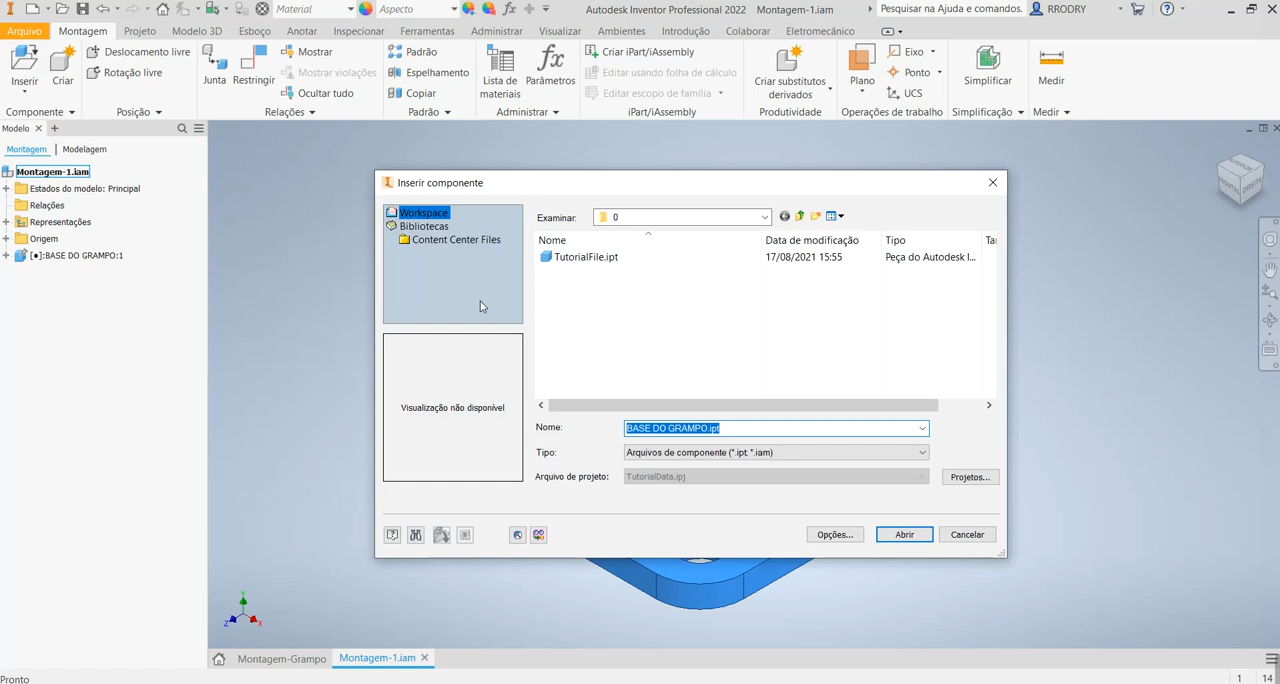 Material
Aspecto
Autodesk Inventor Professional 2022 Montagem-1.iam
Pesquisar na Ajuda e comandos.
RRODRY
Arquivo Montagem Projeto Modelo 3D Esboço Anotar Inspecionar Ferramentas Administrar Visualizar Ambientes Introdução Colaborar Eletromecânico
Inserir
Criar
Deslocamento livre
Rotação livre
Junta
Restringir
Mostrar
Mostrar violações
Ocultar tudo
Padrão
Espelhamento
Copiar
Lista de
materiais
Parâmetros
Criar iPart/iAssembly
Editar usando folha de cálculo
Editar escopo de família
Criar substitutos
derivados
Plano
Eixo
Ponto
UCS
Simplificar
Medir
Componente Posição Relações Padrão Administrar iPart/iAssembly Produtividade Operações de trabalho Simplificação Medir
Modelo
Montagem | Modelagem
Montagem-1.iam
Estados do modelo: Principal
Relações
Representações
Origem
[●]:BASE DO GRAMPO:1
SUPERIOR
FRONTAL
DIREITA
Inserir componente
Workspace
Bibliotecas
Content Center Files
Visualização não disponível
Examinar: 0
Nome Data de modificação Tipo Ta
TutorialFile.ipt 17/08/2021 15:55 Peça do Autodesk I...
Nome: BASE DO GRAMPO.ipt
Tipo: Arquivos de componente (*.ipt; *.iam)
Arquivo de projeto: TutorialData.ipj Projetos...
Opções... Abrir Cancelar
Y
Z
X
Montagem-Grampo Montagem-1.iam
Pronto
1 14